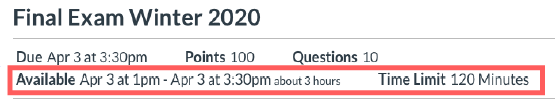 Final Exam Winter 2020
Due Apr 3 at 3:30pm Points 100 Questions 10
Available Apr 3 at 1pm - Apr 3 at 3:30pm about 3 hours Time Limit 120 Minutes